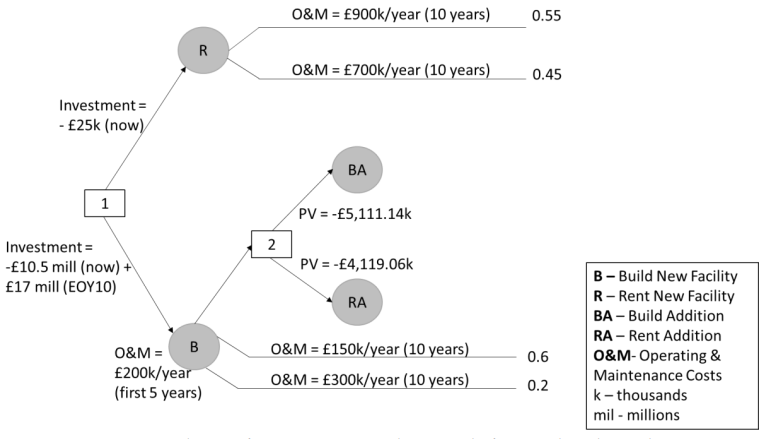 O&M = £900k/year (10 years)
0.55
R
O&M = £700k/year (10 years)
0.45
Investment =
- £25k (now)
BA
1
PV = -£5,111.14k
2
Investment =
-£10.5 mill (now) +
£17 mill (EOY10)
PV = -£4,119.06k
RA
O&M =
£200k/year
(first 5 years)
B
O&M = £150k/year (10 years)
0.6
O&M = £300k/year (10 years)
0.2
B – Build New Facility
R – Rent New Facility
BA – Build Addition
RA – Rent Addition
O&M- Operating &
Maintenance Costs
k – thousands
mil - millions